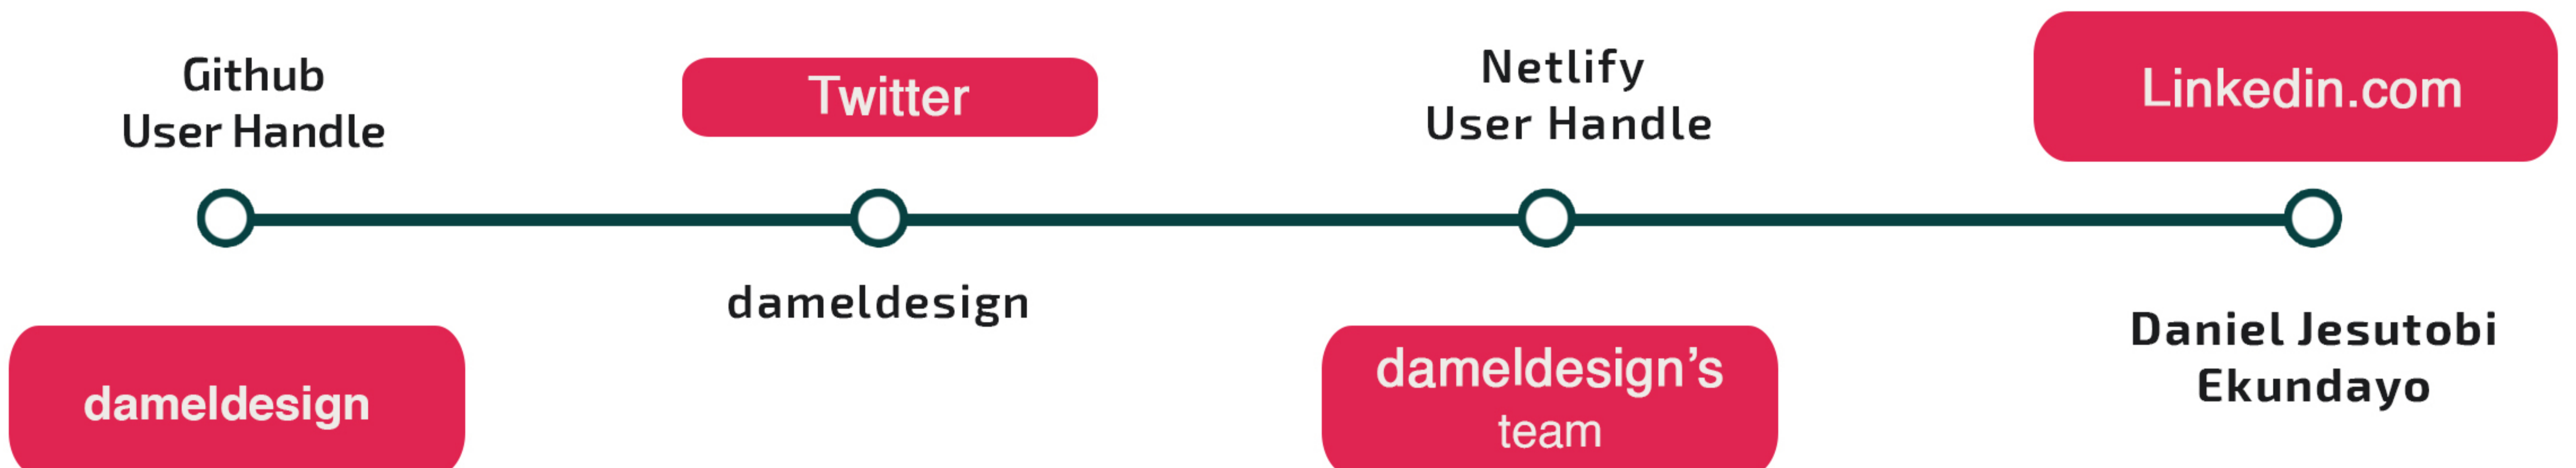 Github
User Handle
dameldesign
Twitter
dameldesign
Netlify
User Handle
dameldesign’s
team
Linkedin.com
Daniel Jesutobi
Ekundayo